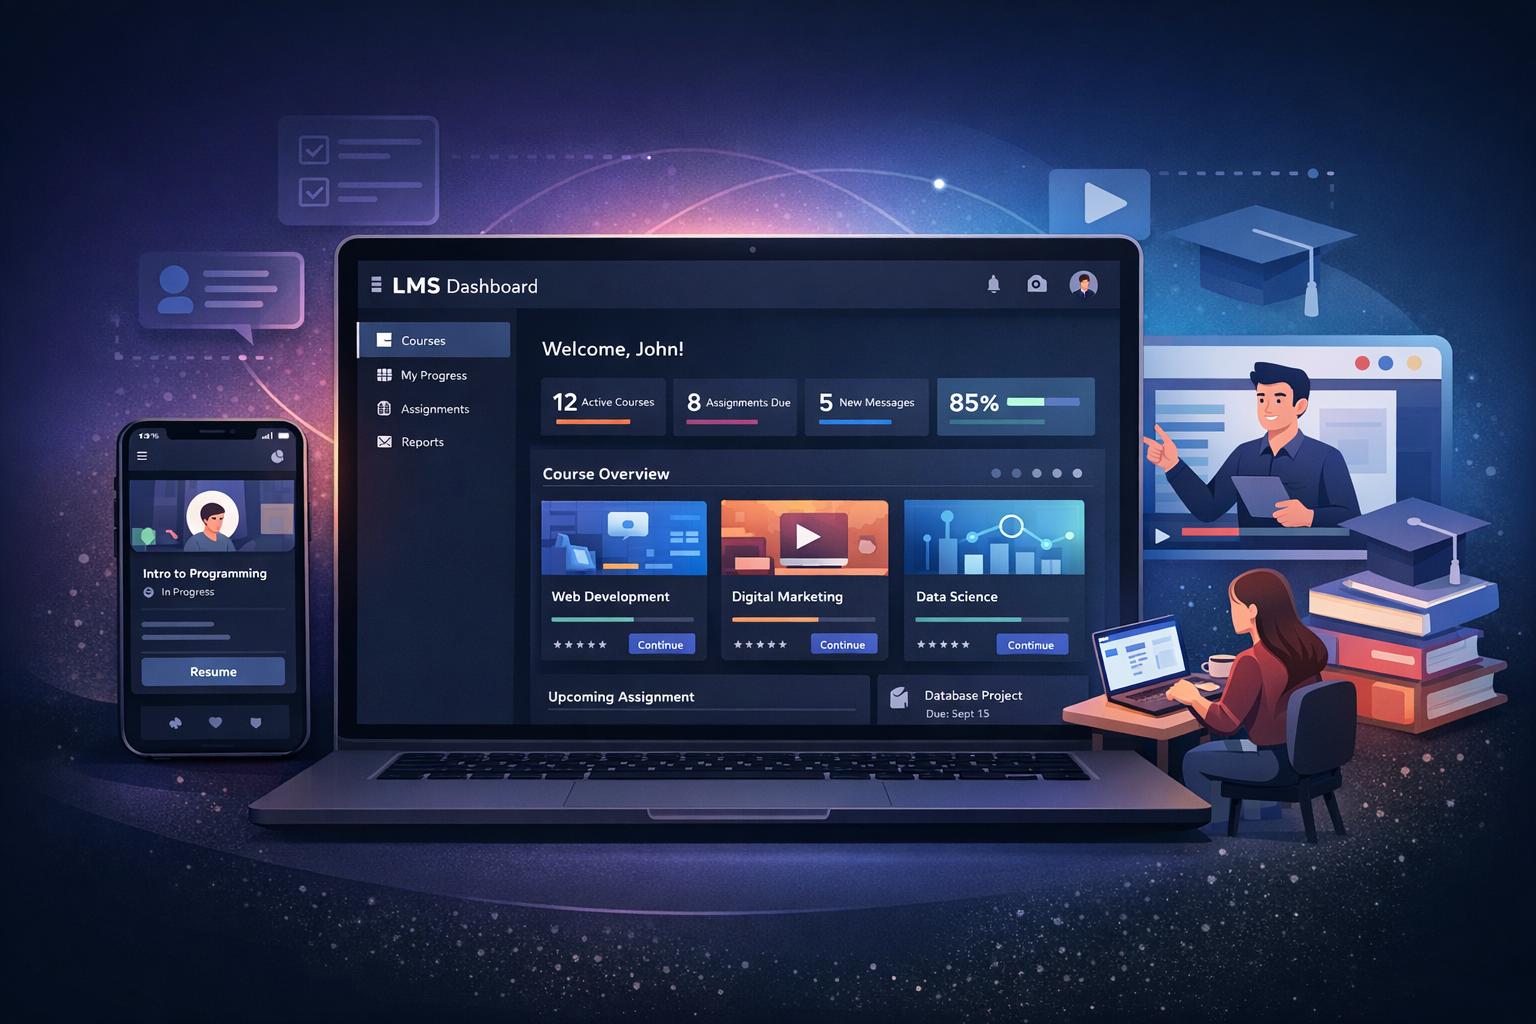 LMS Dashboard
Courses
My Progress
Assignments
Reports
Welcome, John!
12 Active Courses
8 Assignments Due
5 New Messages
85%
Course Overview
Web Development
Continue
Digital Marketing
Continue
Data Science
Continue
Upcoming Assignment
Database Project
Due: Sept 15
Intro to Programming
In Progress
Resume